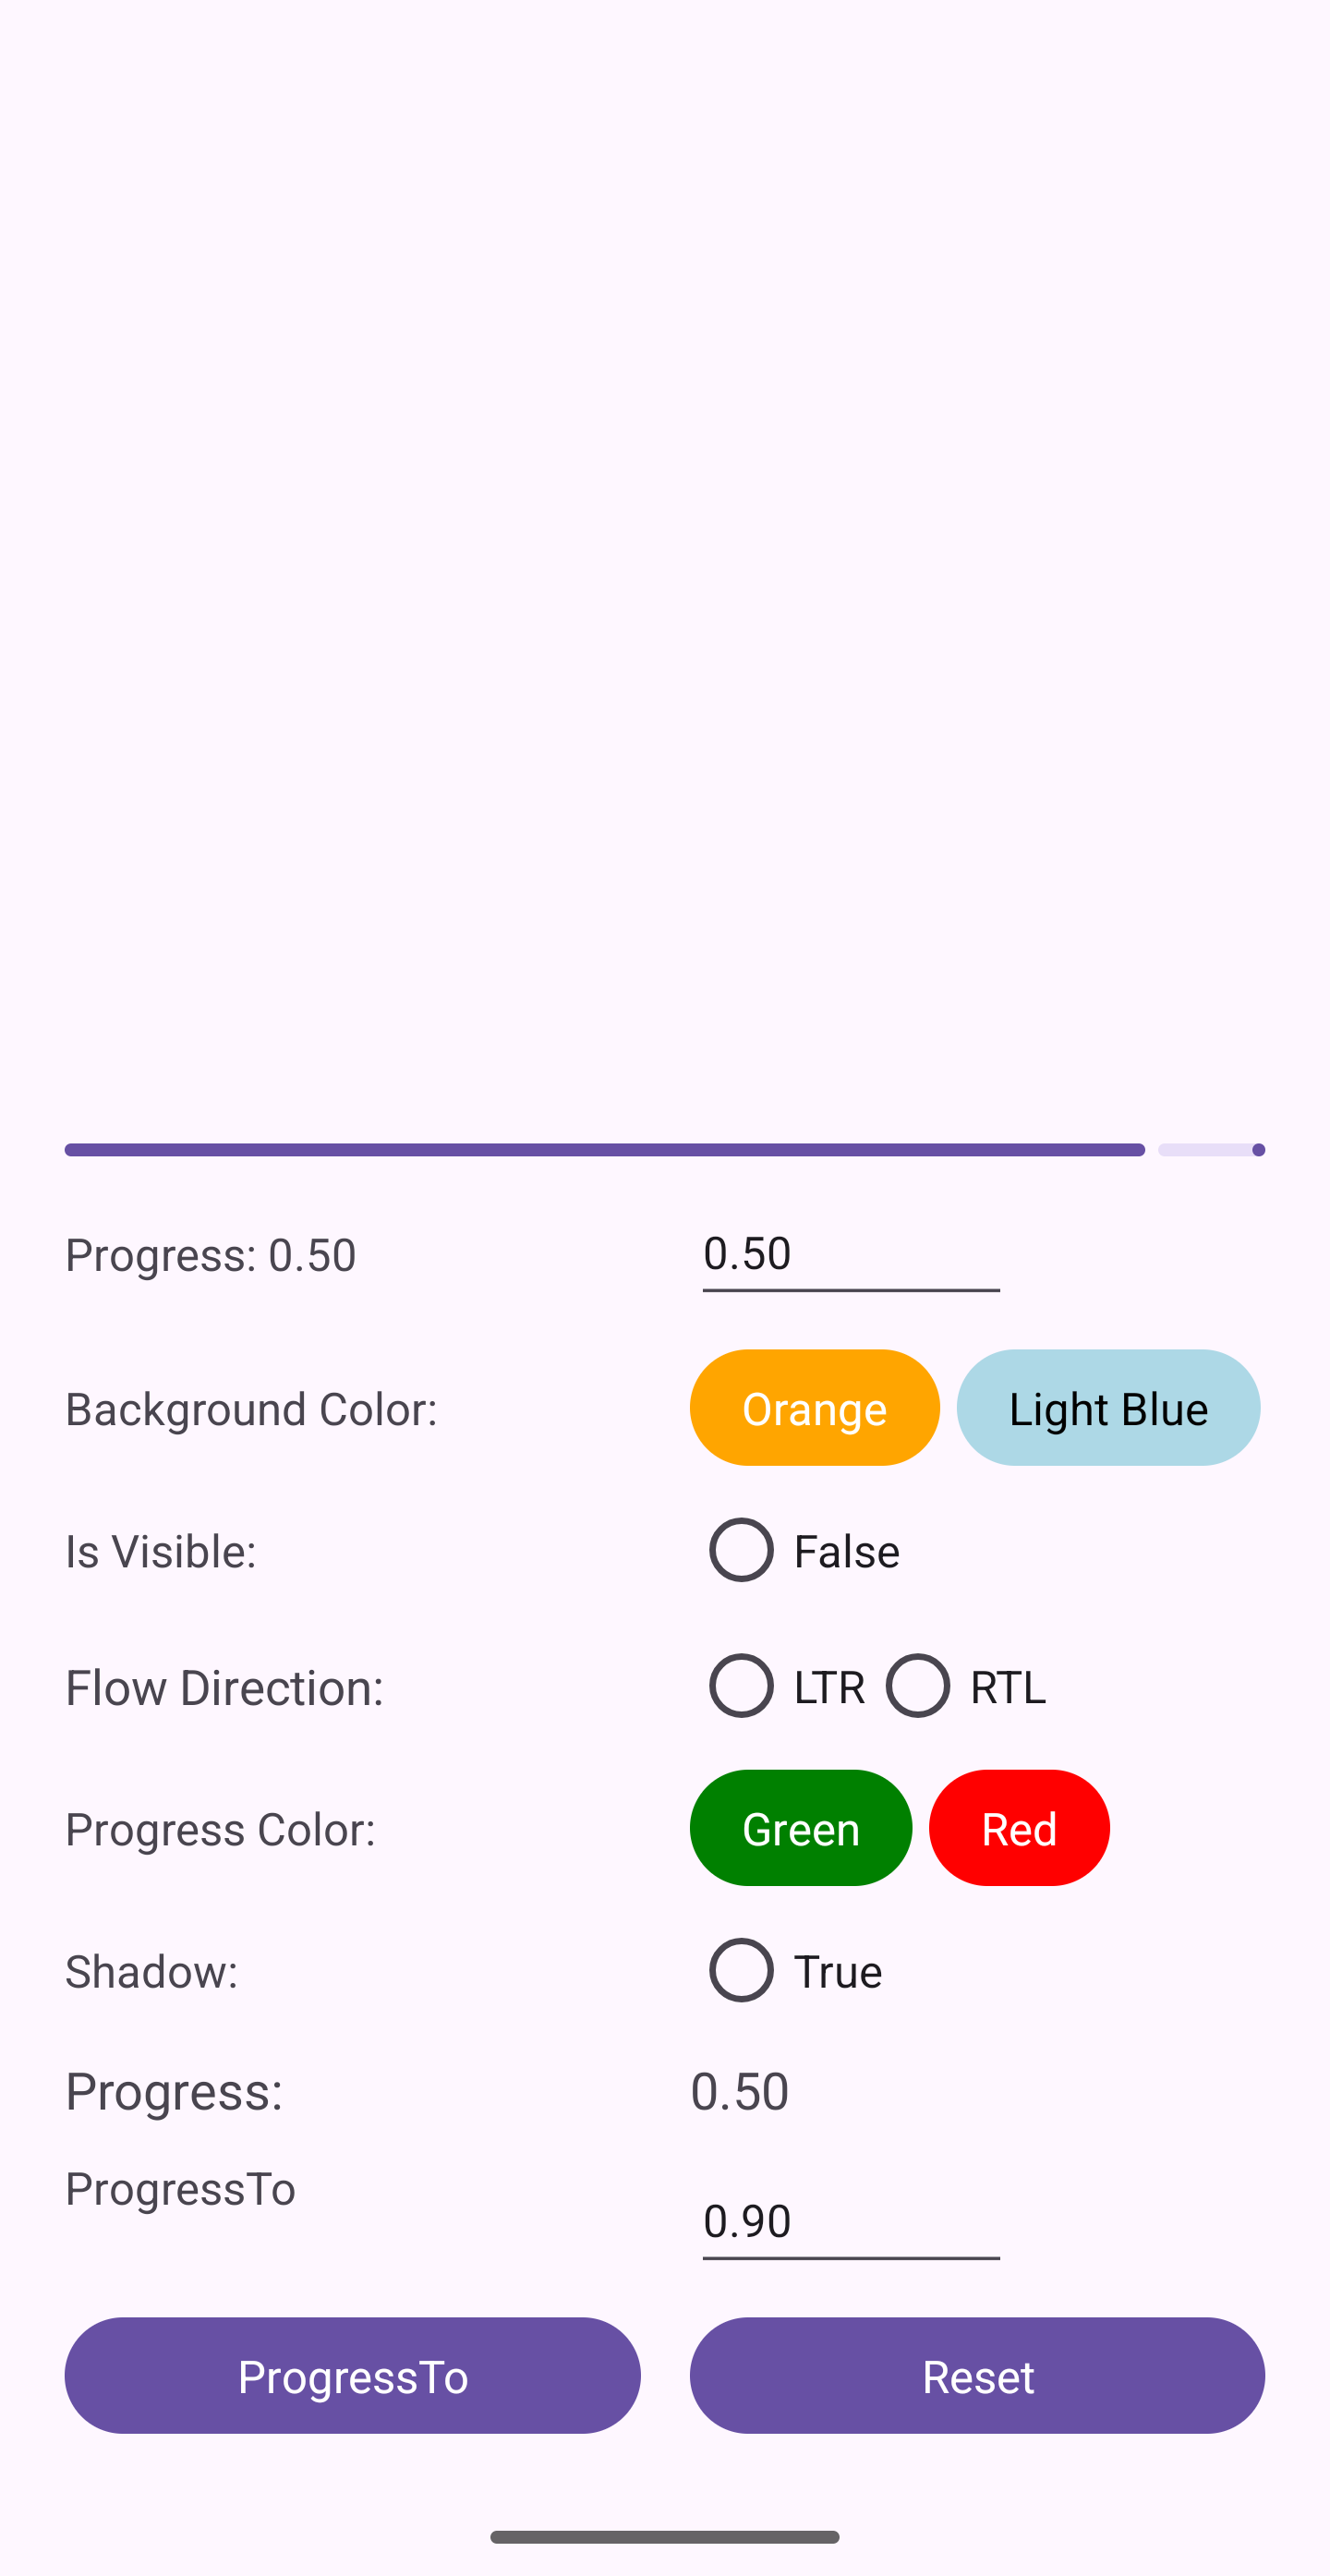 Progress: 0.50 0.50
Background Color: Orange Light Blue
Is Visible: False
Flow Direction: LTR RTL
Progress Color: Green Red
Shadow: True
Progress: 0.50
ProgressTo
0.90
ProgressTo Reset